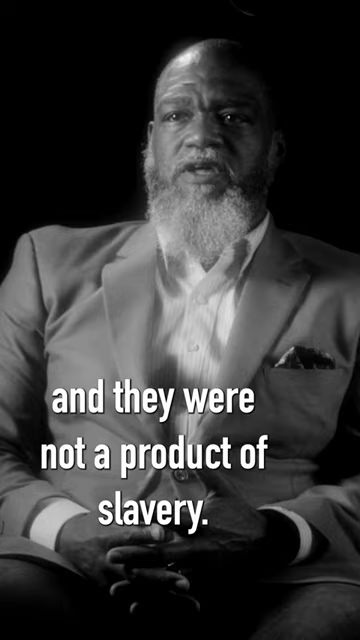 and they were
not a product of
slavery.